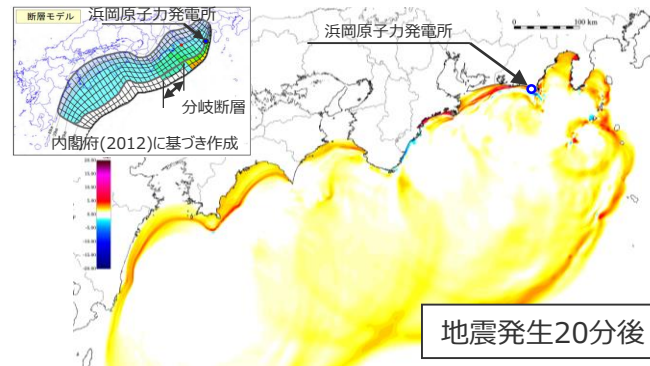 断層モデル
浜岡原子力発電所
分岐断層
内閣府(2012)に基づき作成
浜岡原子力発電所
0 100 km
地震発生20分後